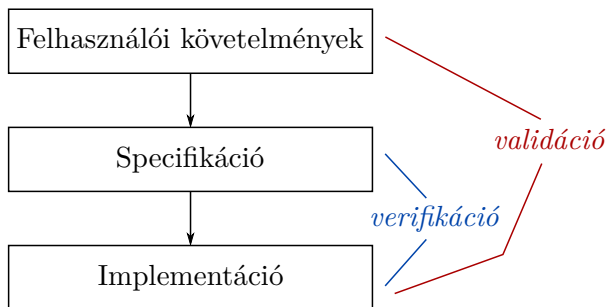 Felhasználói követelmények
validáció
Specifikáció
verifikáció
Implementáció